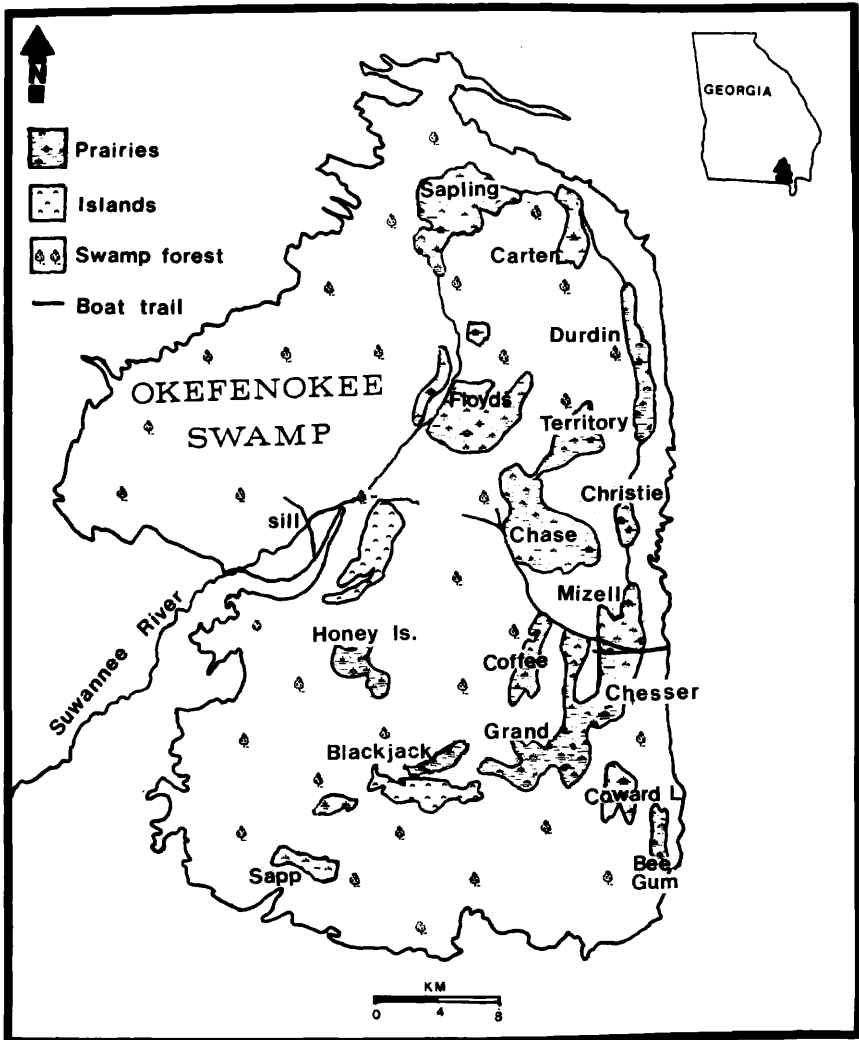 N
GEORGIA
Prairies
Islands
Swamp forest
Boat trail
Sapling
Carter
Durdin
OKEFENOKEE
SWAMP
Floyds
Territory
Christie
sill
Chase
Mizell
Suwannee River
Honey Is.
Coffee
Chesser
Grand
Blackjack
Coward L.
Sapp
Bee
Gum
KM
0 4 8